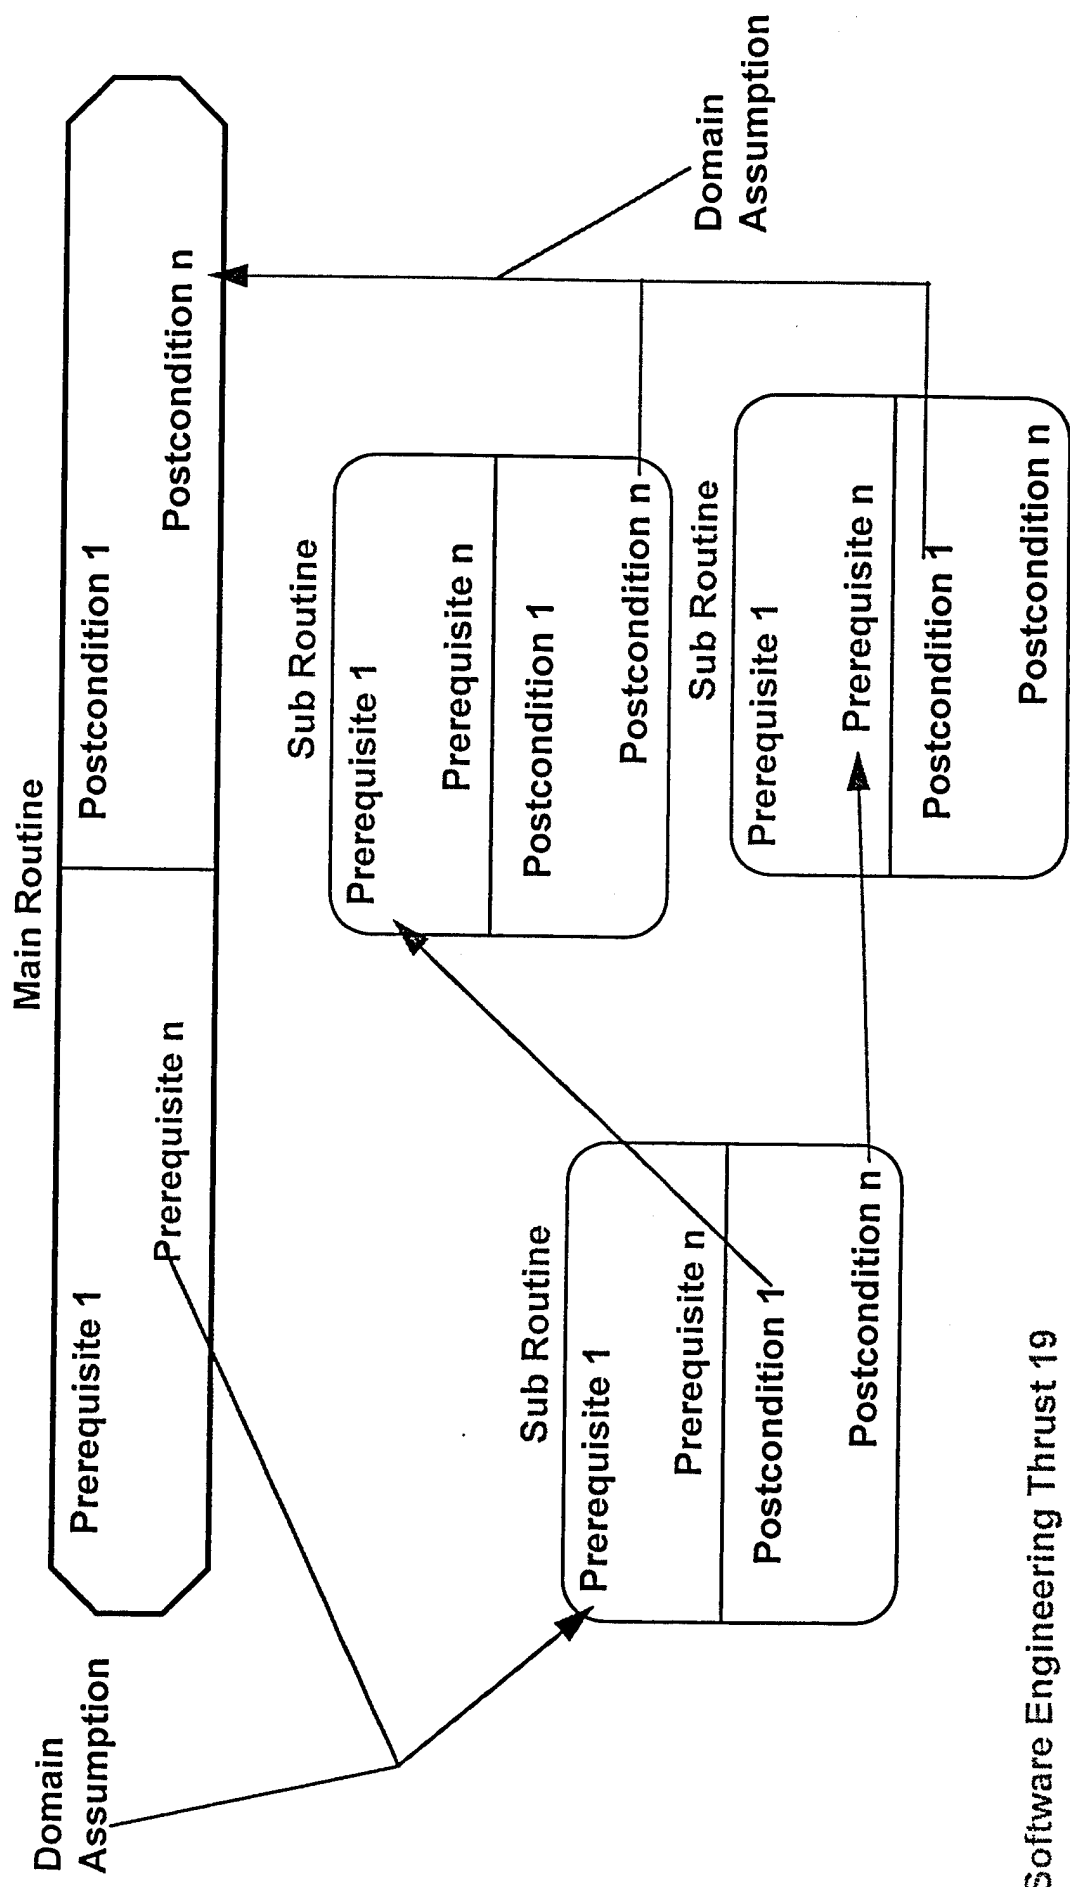 Main Routine
Prerequisite 1
Prerequisite n
Postcondition 1
Postcondition n
Domain
Assumption
Sub Routine
Prerequisite 1
Prerequisite n
Postcondition 1
Postcondition n
Sub Routine
Prerequisite 1
Prerequisite n
Postcondition 1
Postcondition n
Sub Routine
Prerequisite 1
Prerequisite n
Postcondition 1
Postcondition n
Domain
Assumption
Software Engineering Thrust 19